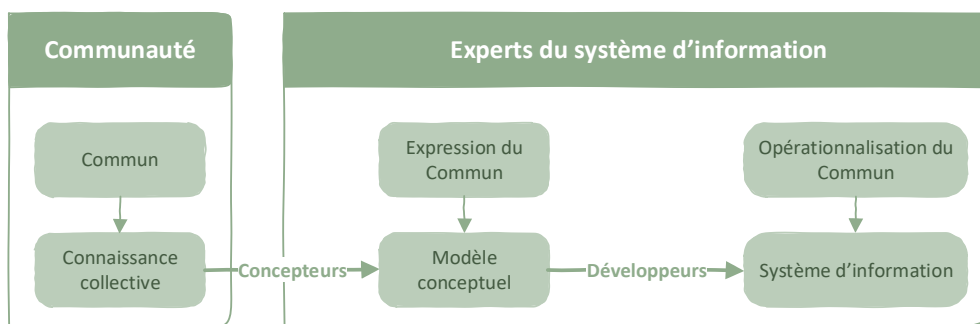 Communauté
Experts du système d’information
Commun
Expression du
Commun
Opérationnalisation du
Commun
Connaissance
collective
Concepteurs
Modèle
conceptuel
Développeurs
Système d’information